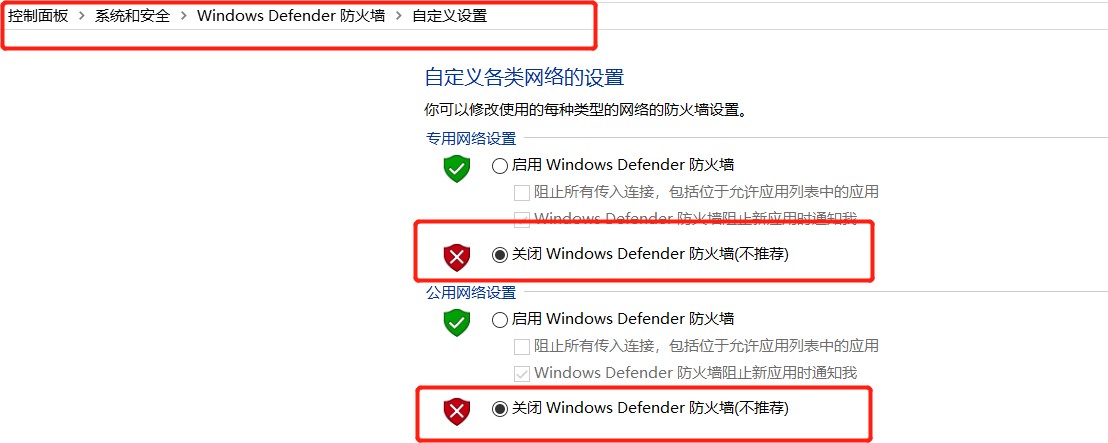 控制面板 > 系统和安全 > Windows Defender 防火墙 > 自定义设置
自定义各类网络的设置
你可以修改使用的每种类型的网络的防火墙设置。
专用网络设置
启用 Windows Defender 防火墙
阻止所有传入连接，包括位于允许应用列表中的应用
Windows Defender 防火墙阻止新应用时通知我
关闭 Windows Defender 防火墙(不推荐)
公用网络设置
启用 Windows Defender 防火墙
阻止所有传入连接，包括位于允许应用列表中的应用
Windows Defender 防火墙阻止新应用时通知我
关闭 Windows Defender 防火墙(不推荐)